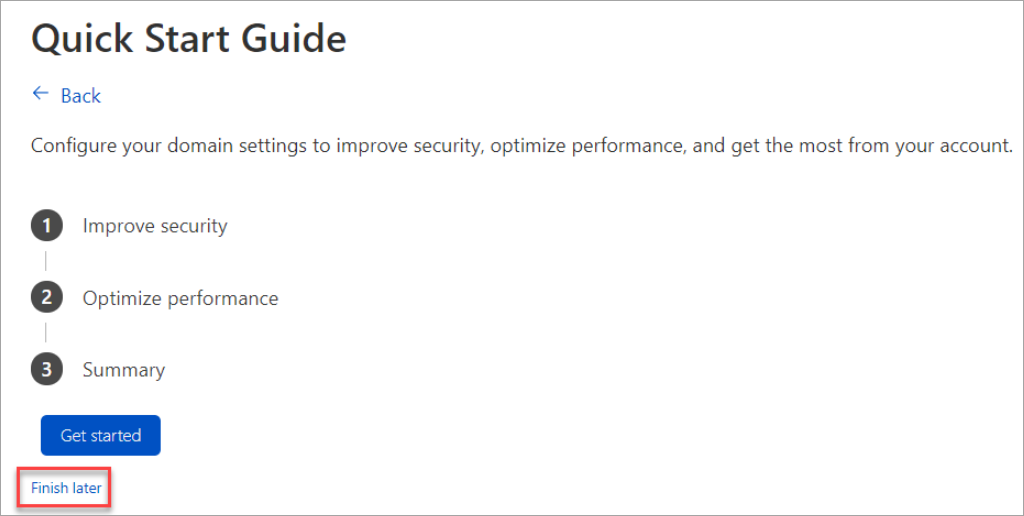 Quick Start Guide
← Back
Configure your domain settings to improve security, optimize performance, and get the most from your account.
1 Improve security
2 Optimize performance
3 Summary
Get started
Finish later